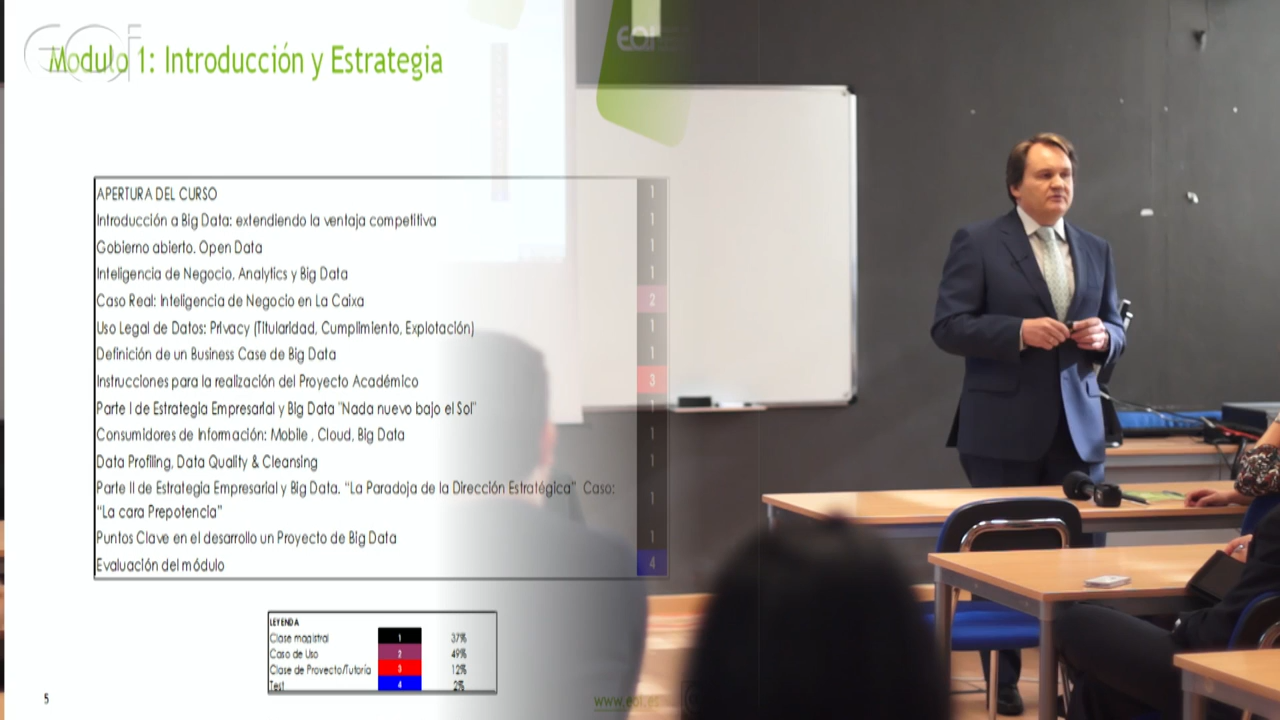 eoi
Modulo 1: Introducción y Estrategia
APERTURA DEL CURSO 1
Introducción a Big Data: extendiendo la ventaja competitiva 1
Gobierno abierto. Open Data 1
Inteligencia de Negocio, Analytics y Big Data 1
Caso Real: Inteligencia de Negocio en La Caixa 2
Uso Legal de Datos: Privacy (Titularidad, Cumplimiento, Explotación) 1
Definición de un Business Case de Big Data 1
Instrucciones para la realización del Proyecto Académico 3
Parte I de Estrategia Empresarial y Big Data "Nada nuevo bajo el Sol" 1
Consumidores de Información: Mobile , Cloud, Big Data 1
Data Profiling, Data Quality & Cleansing 1
Parte II de Estrategia Empresarial y Big Data. "La Paradoja de la Dirección Estratégica" Caso: 1
"La cara Prepotencia"
Puntos Clave en el desarrollo un Proyecto de Big Data 1
Evaluación del módulo 4
LEYENDA
Clase magistral 1 37%
Caso de Uso 2 49%
Clase de Proyecto/Tutoría 3 12%
Test 4 2%
5
www.eoi.es